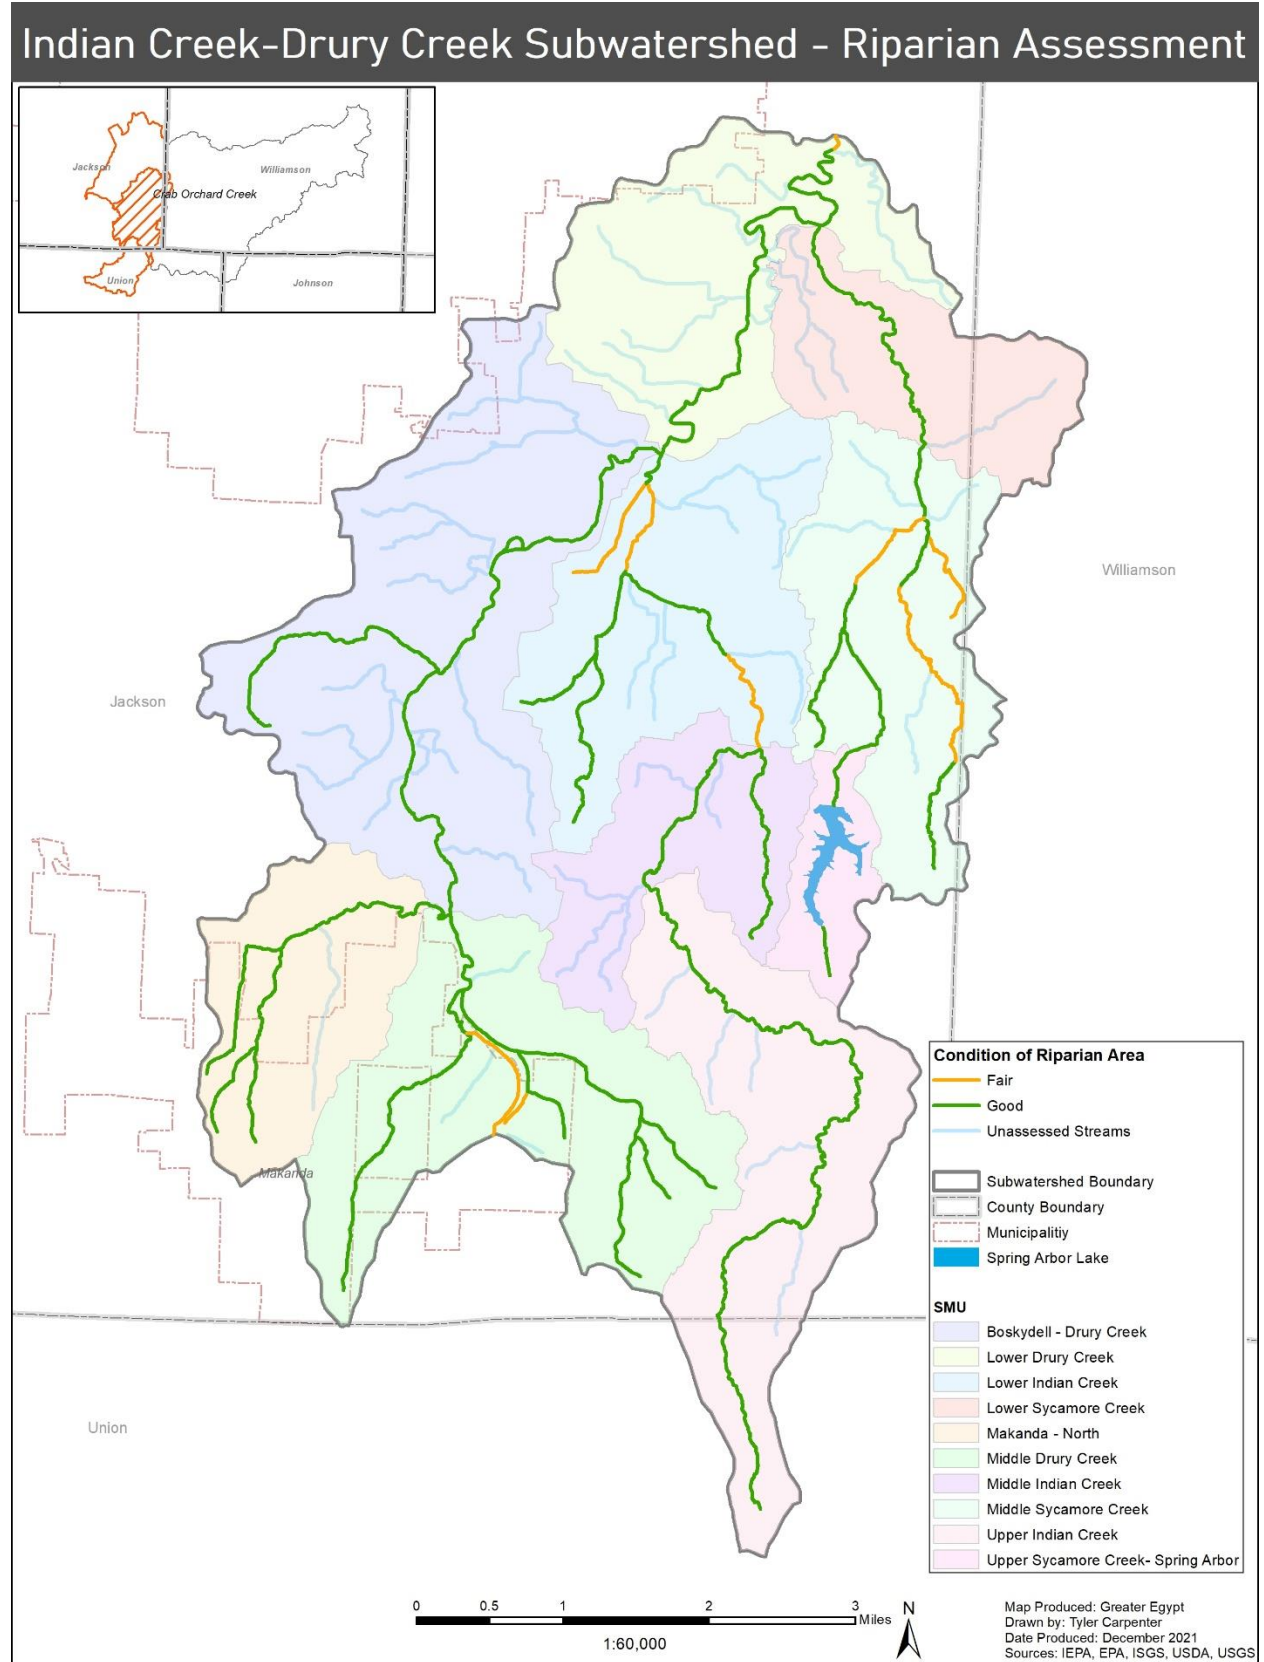 Indian Creek-Drury Creek Subwatershed - Riparian Assessment
Jackson
Williamson
Crab Orchard Creek
Union
Johnson
Williamson
Jackson
Makanda
Union
Condition of Riparian Area
Fair
Good
Unassessed Streams
Subwatershed Boundary
County Boundary
Municipalitiy
Spring Arbor Lake
SMU
Boskydell - Drury Creek
Lower Drury Creek
Lower Indian Creek
Lower Sycamore Creek
Makanda - North
Middle Drury Creek
Middle Indian Creek
Middle Sycamore Creek
Upper Indian Creek
Upper Sycamore Creek- Spring Arbor
0 0.5 1 2 3
Miles
1:60,000
N
Map Produced: Greater Egypt
Drawn by: Tyler Carpenter
Date Produced: December 2021
Sources: IEPA, EPA, ISGS, USDA, USGS